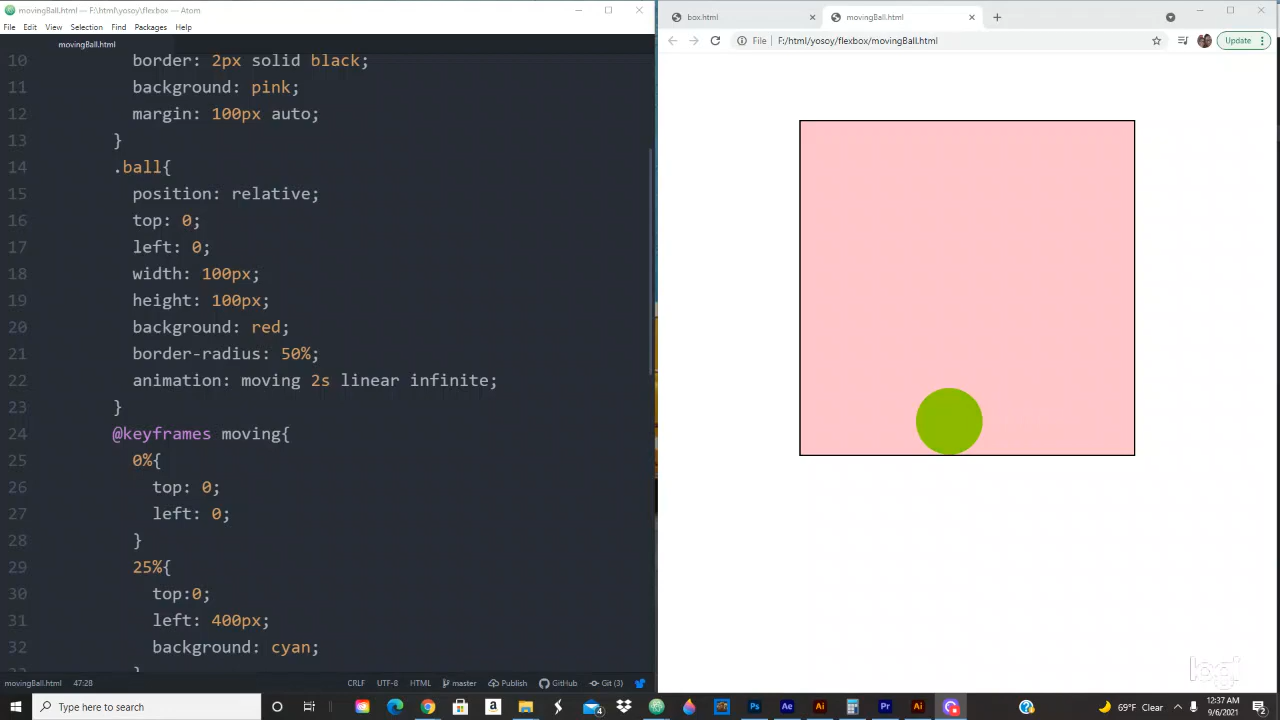 movingBall.html — F:\html\yosoy\flexbox — Atom
File Edit View Selection Find Packages Help
movingBall.html
10 border: 2px solid black;
11 background: pink;
12 margin: 100px auto;
13 }
14 .ball{
15 position: relative;
16 top: 0;
17 left: 0;
18 width: 100px;
19 height: 100px;
20 background: red;
21 border-radius: 50%;
22 animation: moving 2s linear infinite;
23 }
24 @keyframes moving{
25 0%{
26 top: 0;
27 left: 0;
28 }
29 25%{
30 top:0;
31 left: 400px;
32 background: cyan;
33 }
movingBall.html 47:28 CRLF UTF-8 HTML master Publish GitHub Git (3)
box.html movingBall.html
File F:/html/yosoy/flexbox/movingBall.html Update
logi
Type here to search
4
69°F Clear
12:37 AM
9/6/2021
2